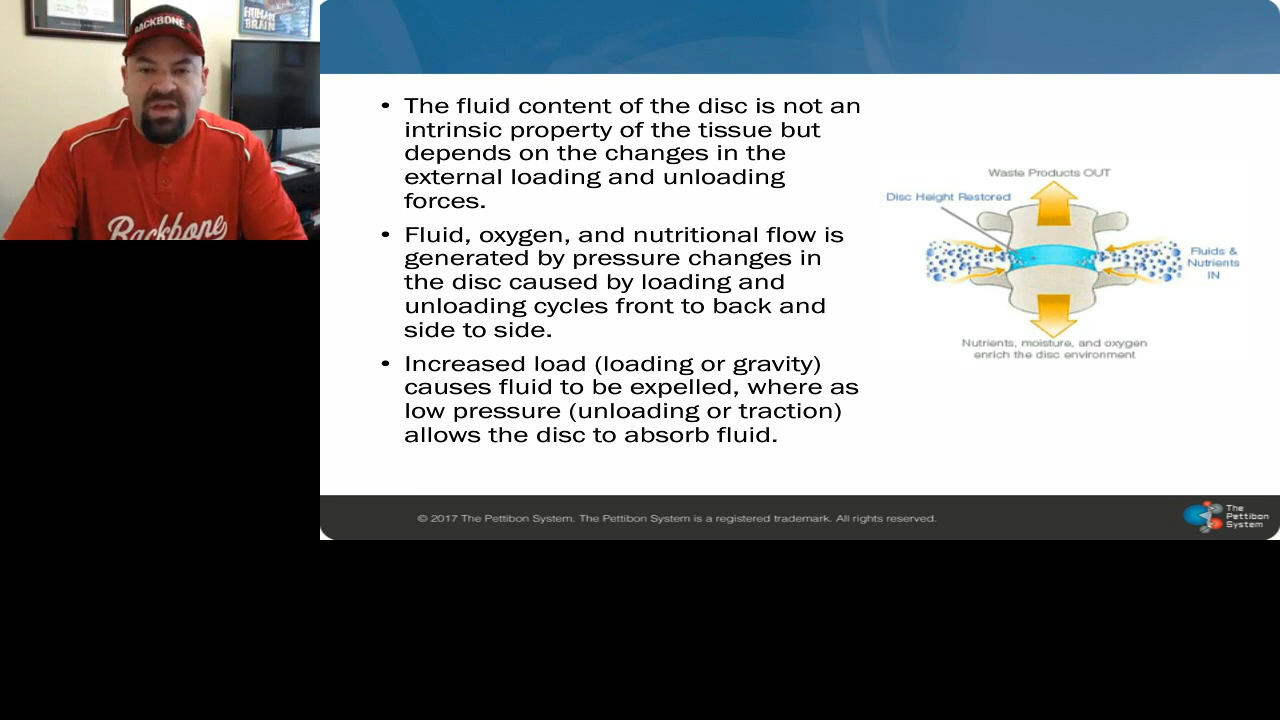 HUMAN
BRAIN
BACKBONE
Backbone
• The fluid content of the disc is not an
intrinsic property of the tissue but
depends on the changes in the
external loading and unloading
forces.
• Fluid, oxygen, and nutritional flow is
generated by pressure changes in
the disc caused by loading and
unloading cycles front to back and
side to side.
• Increased load (loading or gravity)
causes fluid to be expelled, where as
low pressure (unloading or traction)
allows the disc to absorb fluid.
Waste Products OUT
Disc Height Restored
Fluids &
Nutrients
IN
Nutrients, moisture, and oxygen
enrich the disc environment
© 2017 The Pettibon System. The Pettibon System is a registered trademark. All rights reserved.
The
Pettibon
System